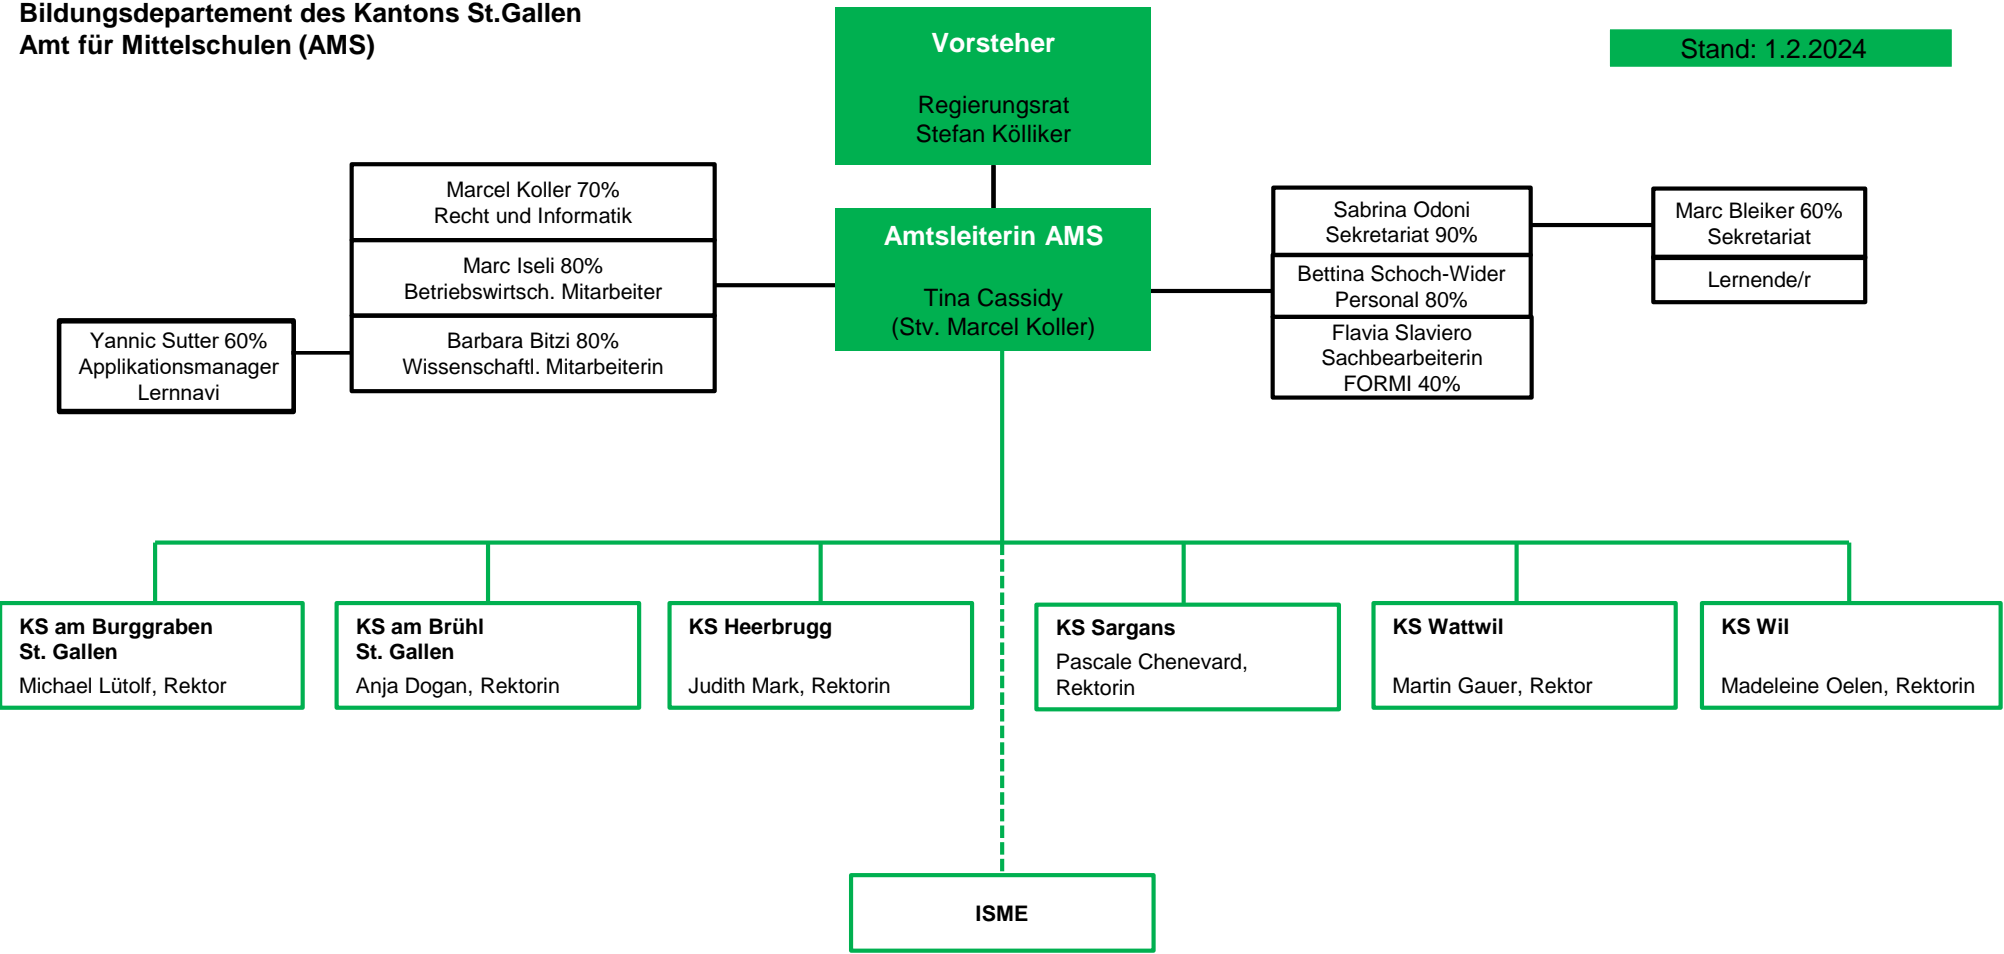 Bildungsdepartement des Kantons St.Gallen
Amt für Mittelschulen (AMS)
Vorsteher
Regierungsrat
Stefan Kölliker
Stand: 1.2.2024
Marcel Koller 70%
Recht und Informatik
Marc Iseli 80%
Betriebswirtsch. Mitarbeiter
Barbara Bitzi 80%
Wissenschaftl. Mitarbeiterin
Yannic Sutter 60%
Applikationsmanager
Lernnavi
Amtsleiterin AMS
Tina Cassidy
(Stv. Marcel Koller)
Sabrina Odoni
Sekretariat 90%
Bettina Schoch-Wider
Personal 80%
Flavia Slaviero
Sachbearbeiterin
FORMI 40%
Marc Bleiker 60%
Sekretariat
Lernende/r
KS am Burggraben
St. Gallen
Michael Lütolf, Rektor
KS am Brühl
St. Gallen
Anja Dogan, Rektorin
KS Heerbrugg
Judith Mark, Rektorin
KS Sargans
Pascale Chenevard,
Rektorin
KS Wattwil
Martin Gauer, Rektor
KS Wil
Madeleine Oelen, Rektorin
ISME